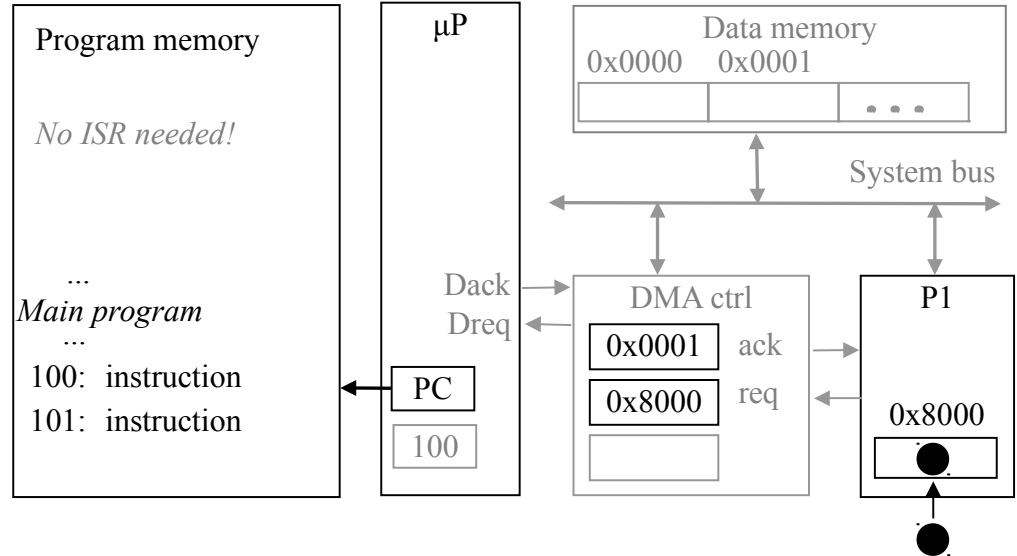 Program memory
No ISR needed!
...
Main program
...
100: instruction
101: instruction
μP
Dack
Dreq
PC
100
Data memory
0x0000 0x0001
...
System bus
DMA ctrl
0x0001
ack
0x8000
req
P1
0x8000